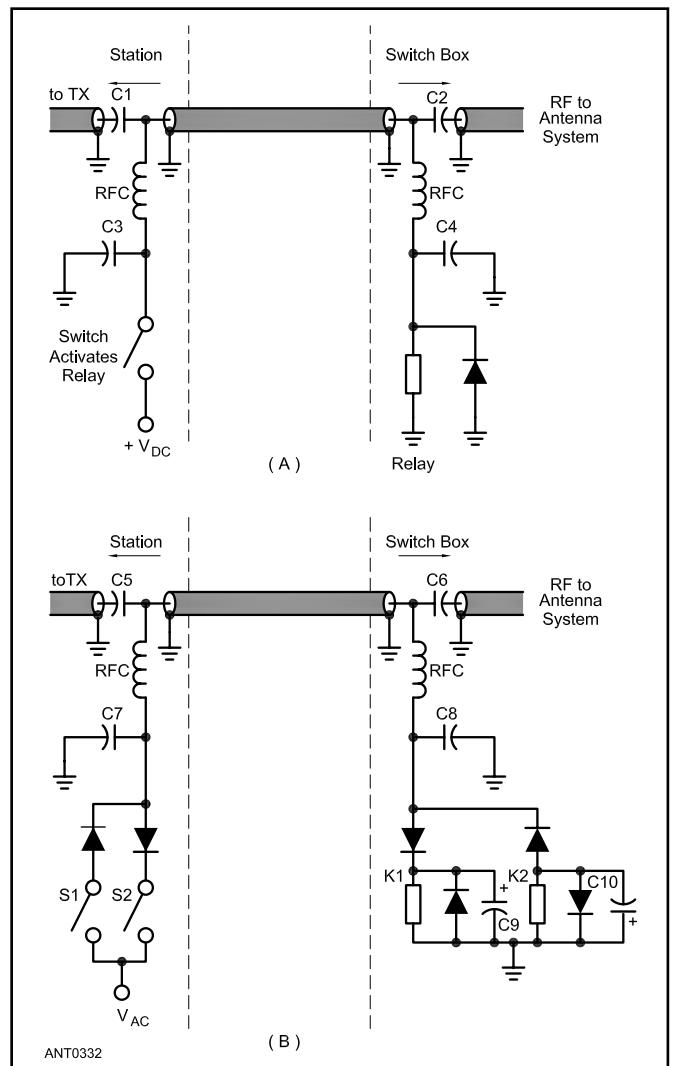 Station
Switch Box
to TX
C1
C2
RF to
Antenna
System
RFC
RFC
C3
C4
Switch
Activates
Relay
+ VDC
( A )
Relay
Station
Switch Box
toTX
C5
C6
RF to
Antenna
System
RFC
RFC
C7
C8
S1
S2
K1
K2
C10
+
C9
+
VAC
( B )
ANT0332